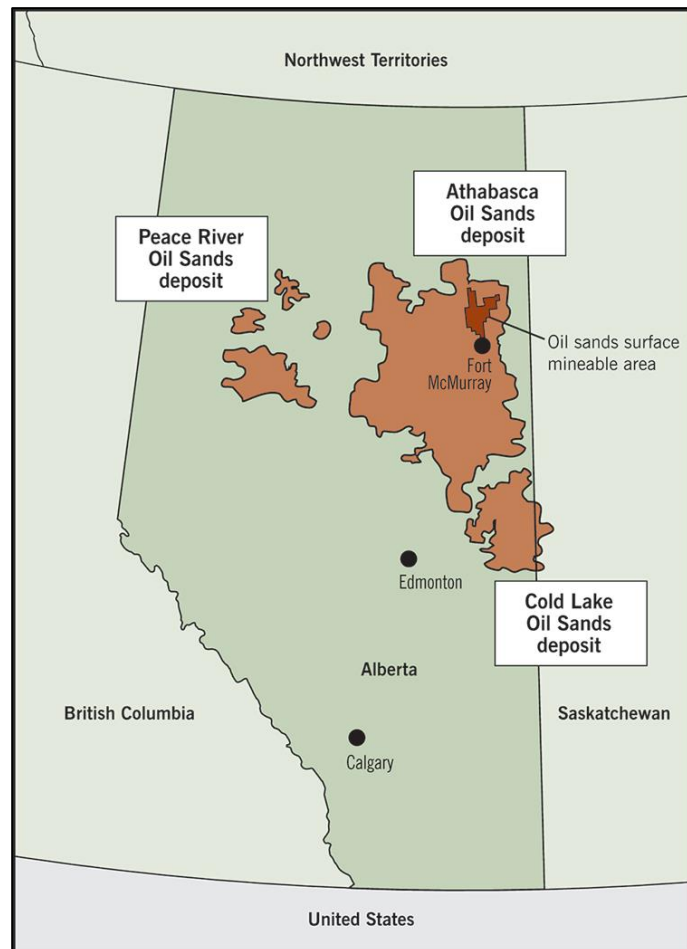 Northwest Territories
Athabasca
Oil Sands
deposit
Peace River
Oil Sands
deposit
Oil sands surface
mineable area
Fort
McMurray
Edmonton
Cold Lake
Oil Sands
deposit
Alberta
British Columbia
Saskatchewan
Calgary
United States